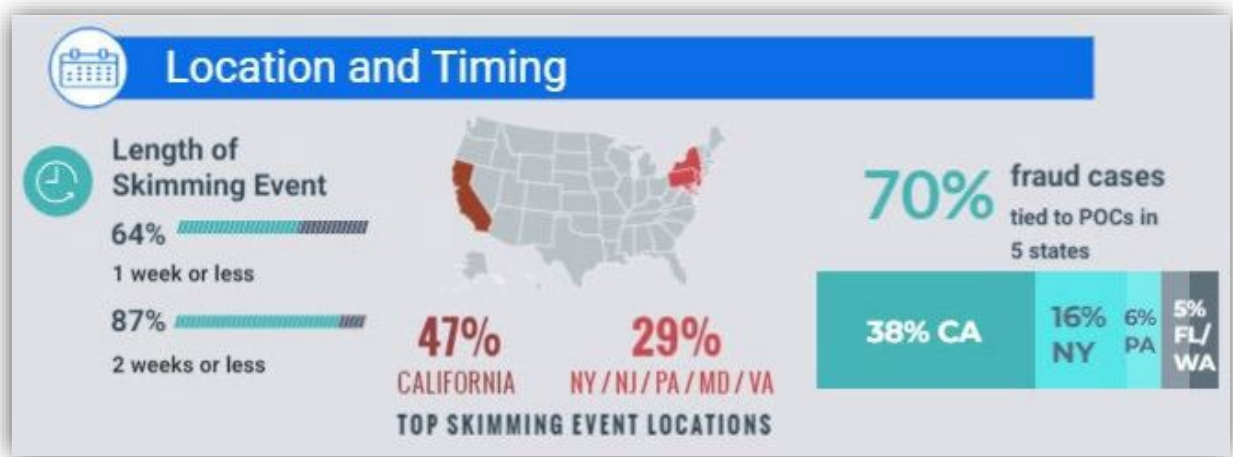 Location and Timing
Length of
Skimming Event
64%
1 week or less
87%
2 weeks or less
47%
CALIFORNIA
29%
NY / NJ / PA / MD / VA
TOP SKIMMING EVENT LOCATIONS
70%
fraud cases
tied to POCs in
5 states
38% CA
16%
NY
6%
PA
5%
FL/
WA